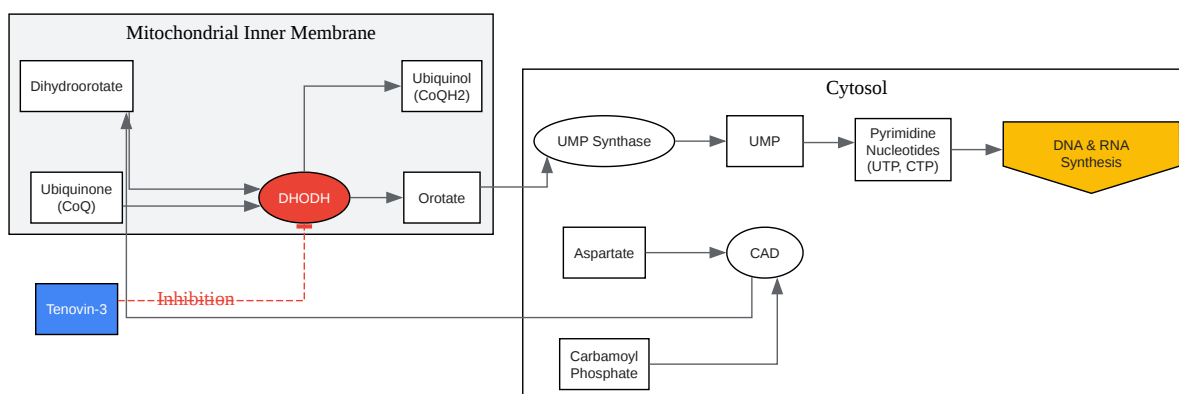 Mitochondrial Inner Membrane
Dihydroorotate
Ubiquinol
(CoQH2)
Ubiquinone
(CoQ)
DHODH
Orotate
Tenovin-3
Inhibition
Cytosol
UMP Synthase
UMP
Pyrimidine
Nucleotides
(UTP, CTP)
DNA & RNA
Synthesis
Aspartate
CAD
Carbamoyl
Phosphate